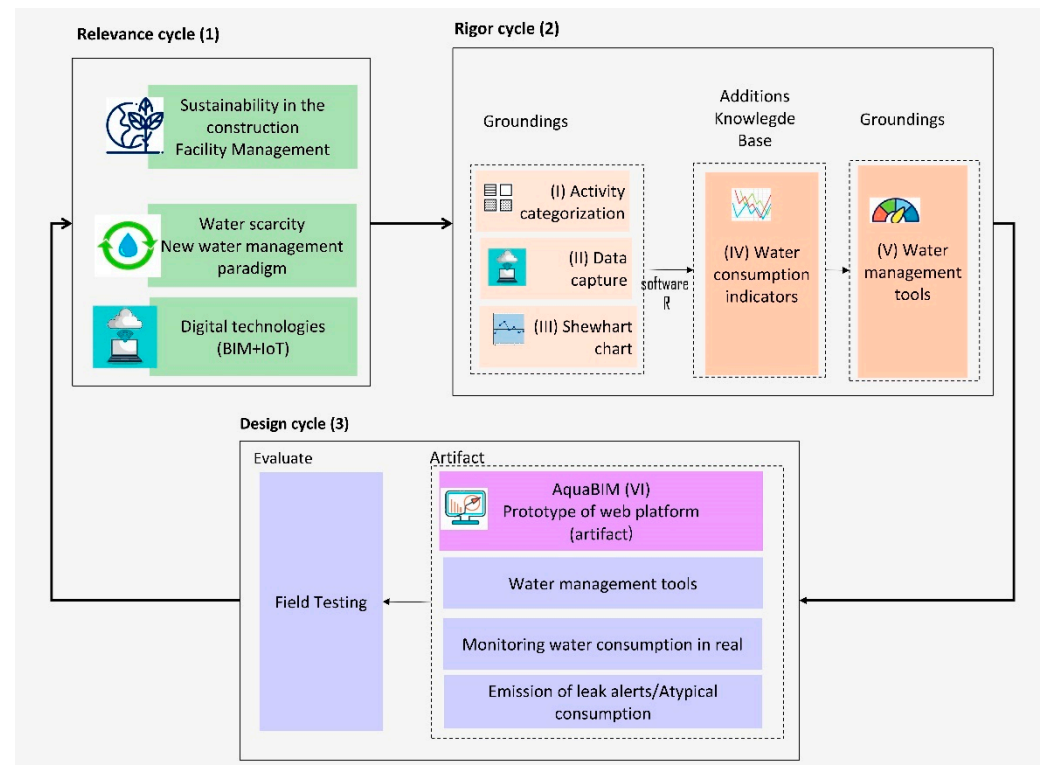 Relevance cycle (1)
Sustainability in the
construction
Facility Management
Water scarcity
New water management
paradigm
Digital technologies
(BIM+IoT)
Rigor cycle (2)
Groundings
(I) Activity
categorization
(II) Data
capture
(III) Shewhart
chart
software
R
Additions
Knowlegde
Base
(IV) Water
consumption
indicators
Groundings
(V) Water
management
tools
Design cycle (3)
Evaluate
Field Testing
Artifact
AquaBIM (VI)
Prototype of web platform
(artifact)
Water management tools
Monitoring water consumption in real
Emission of leak alerts/Atypical
consumption